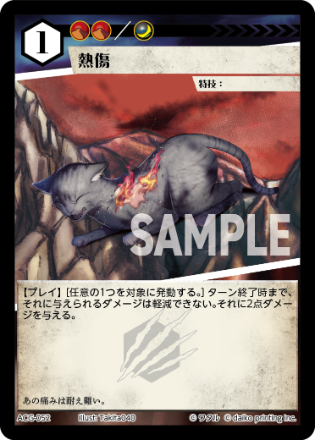 1
／
熱傷
特技：
SAMPLE
【プレイ】[任意の1つを対象に発動する。]ターン終了時まで、
それに与えられるダメージは軽減できない。それに2点ダメー
ジを与える。
あの痛みは耐え難い。
ACG-052 Illust: Takita040 © ワタル © daiko printing inc.